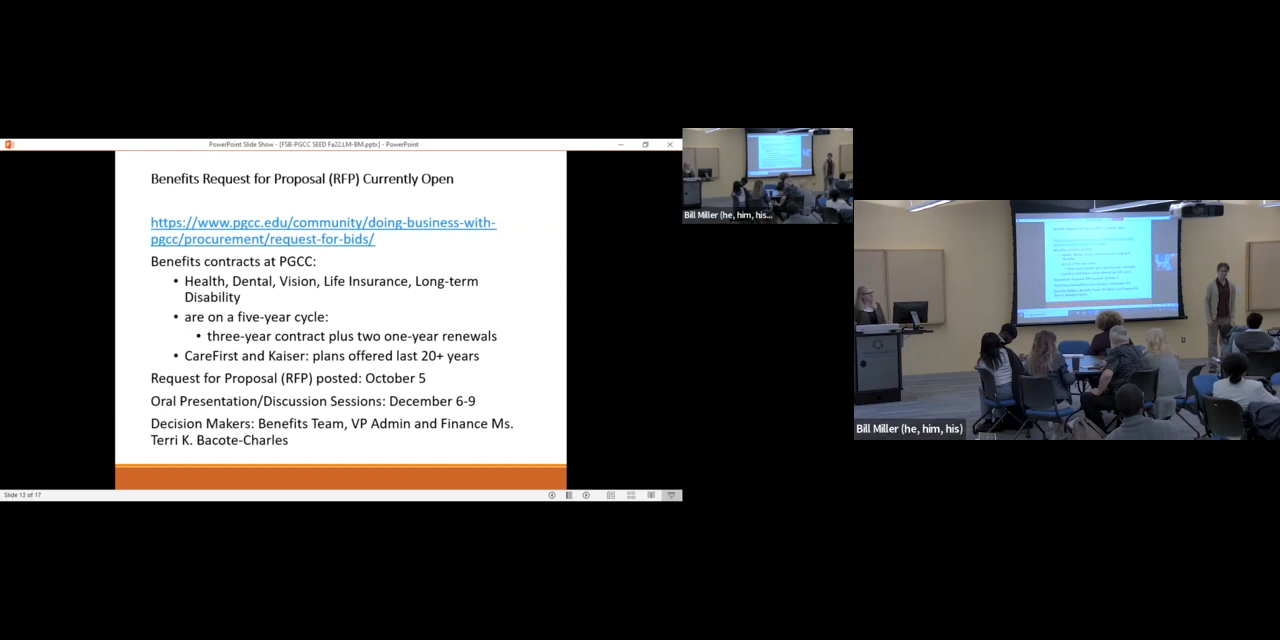 PowerPoint Slide Show - [FSB-PGCC SEED Fa22.LM-BM.pptx] - PowerPoint
Benefits Request for Proposal (RFP) Currently Open
https://www.pgcc.edu/community/doing-business-with-
pgcc/procurement/request-for-bids/
Benefits contracts at PGCC:
• Health, Dental, Vision, Life Insurance, Long-term
Disability
• are on a five-year cycle:
• three-year contract plus two one-year renewals
• CareFirst and Kaiser: plans offered last 20+ years
Request for Proposal (RFP) posted: October 5
Oral Presentation/Discussion Sessions: December 6-9
Decision Makers: Benefits Team, VP Admin and Finance Ms.
Terri K. Bacote-Charles
Slide 13 of 17
Bill Miller (he, him, his...
Bill Miller (he, him, his)